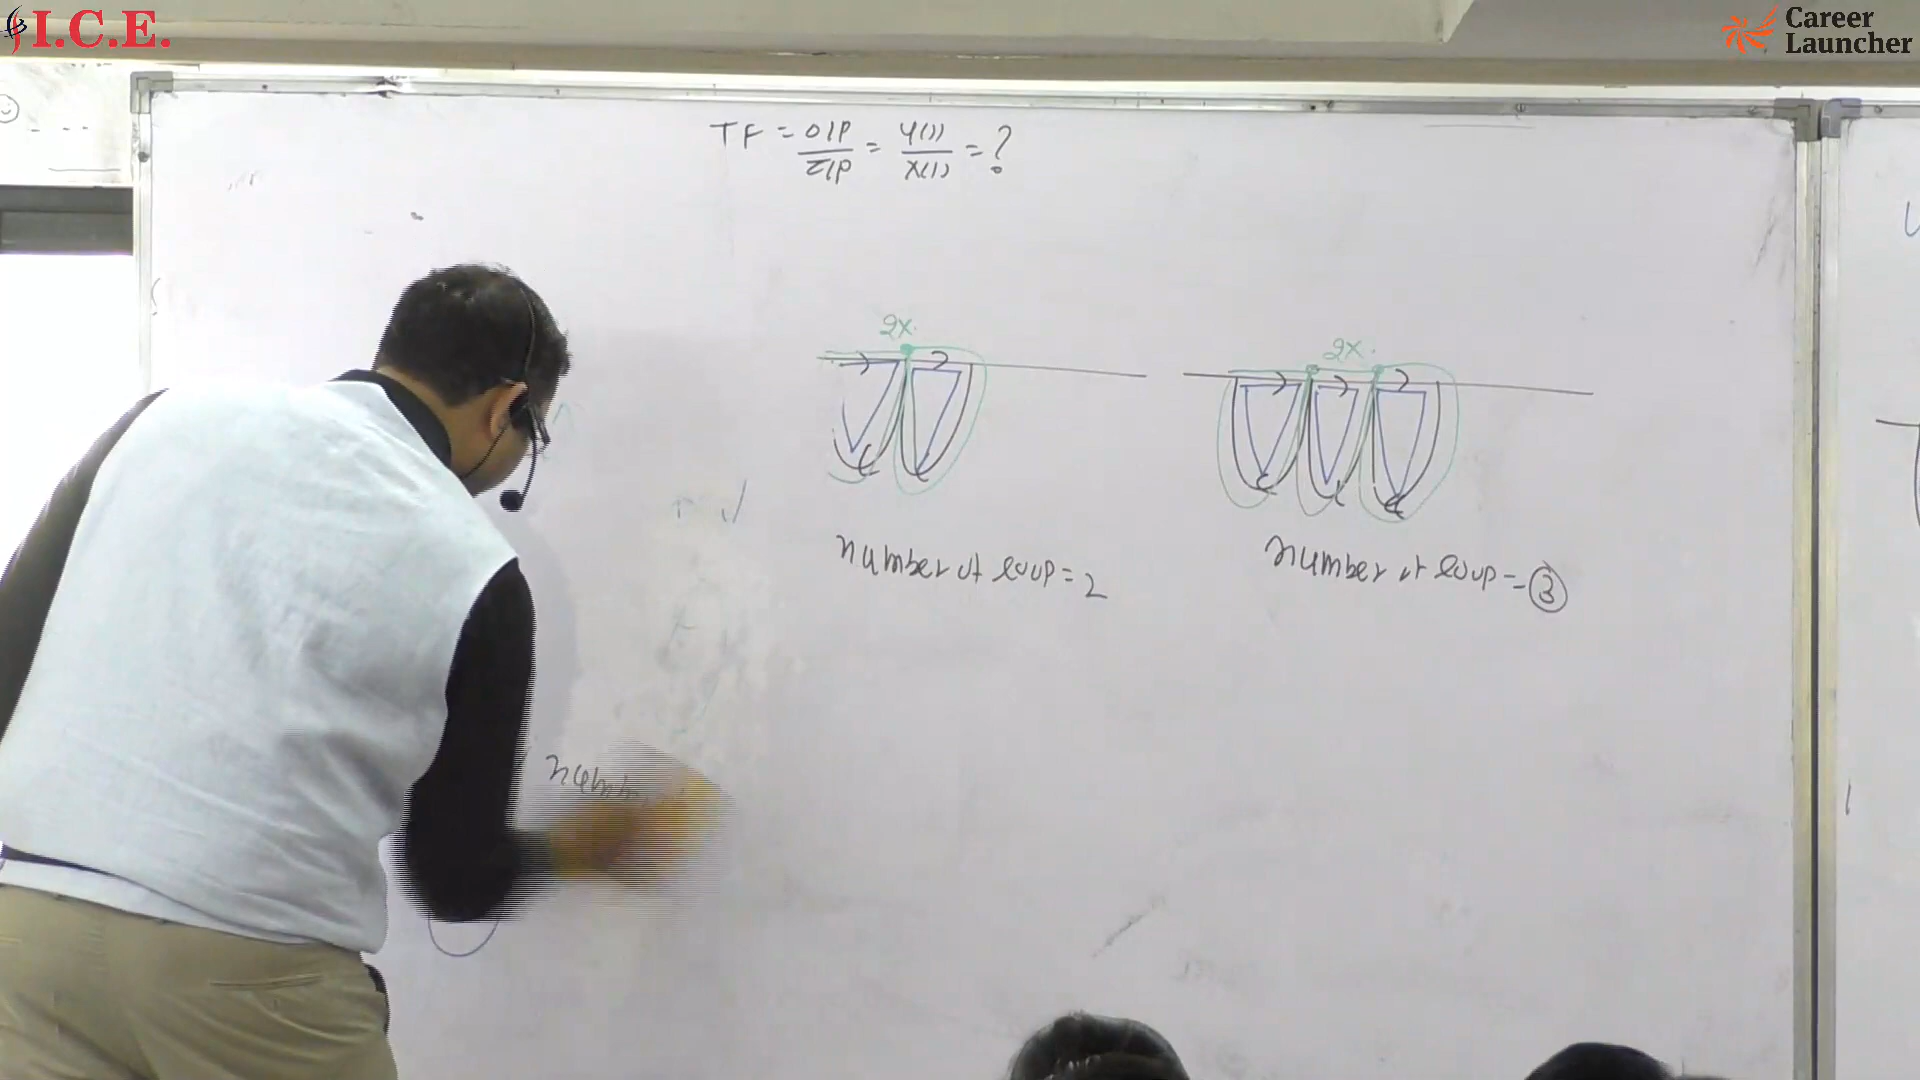 I.C.E.
Career
Launcher
TF = O/P / I/P = Y(s) / X(s) = ?
2x.
2x.
number of loop = 2
number of loop = 3